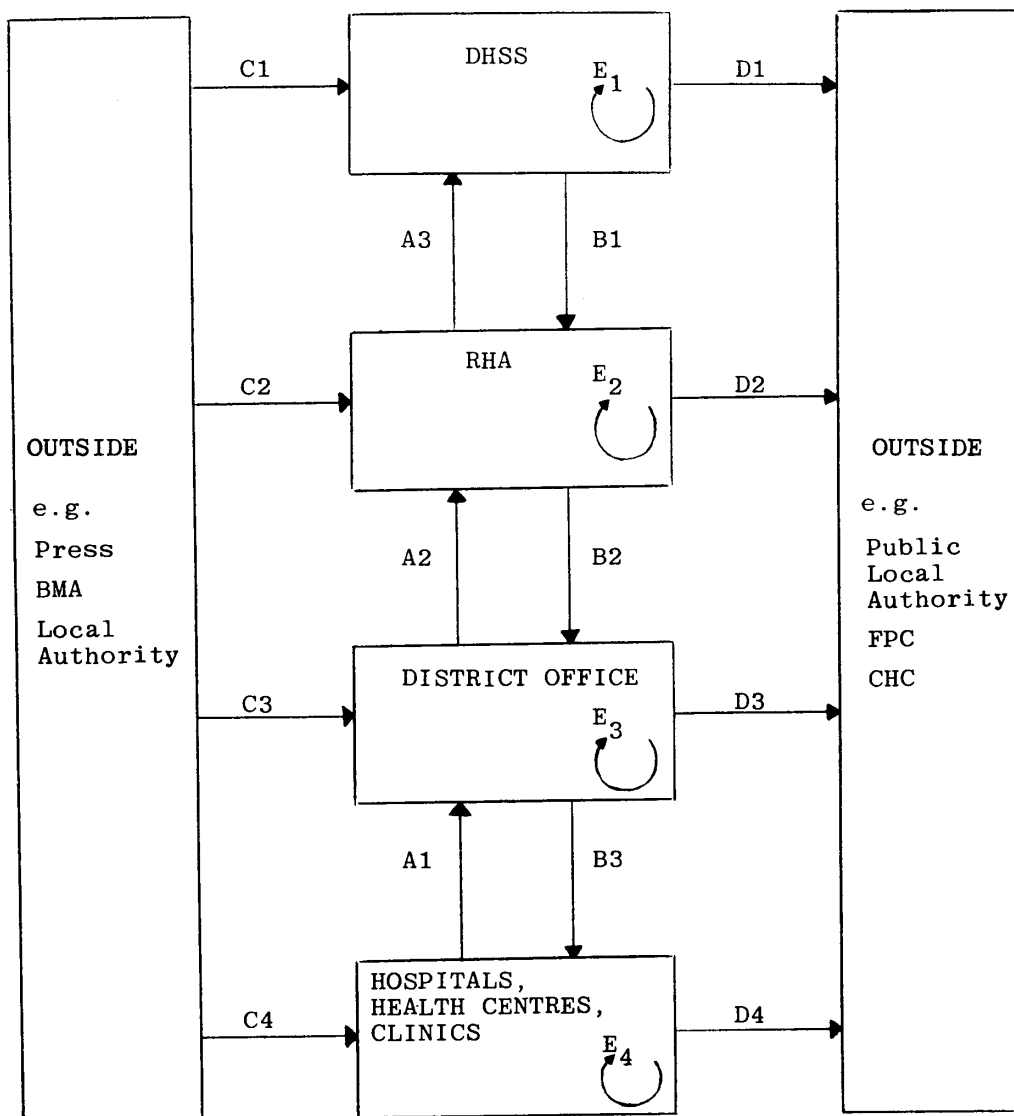 DHSS
C1
E1
D1
A3
B1
RHA
C2
E2
D2
OUTSIDE
e.g.
Press
BMA
Local
Authority
OUTSIDE
e.g.
Public
Local
Authority
FPC
CHC
A2
B2
DISTRICT OFFICE
C3
E3
D3
A1
B3
HOSPITALS,
HEALTH CENTRES,
CLINICS
C4
E4
D4